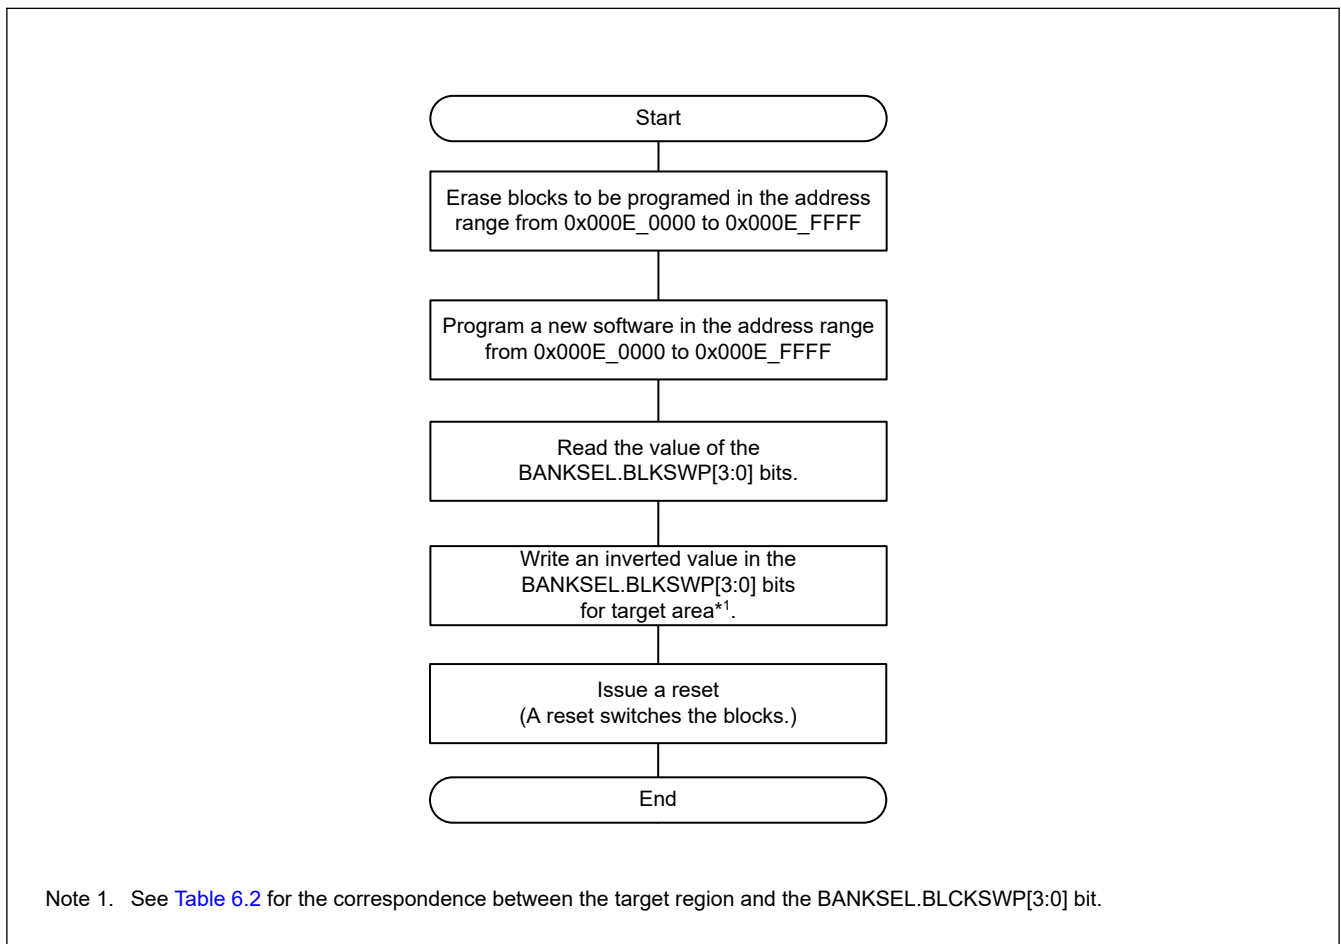 Start
Erase blocks to be programed in the address
range from 0x000E_0000 to 0x000E_FFFF
Program a new software in the address range
from 0x000E_0000 to 0x000E_FFFF
Read the value of the
BANKSEL.BLKSWP[3:0] bits.
Write an inverted value in the
BANKSEL.BLKSWP[3:0] bits
for target area*1.
Issue a reset
(A reset switches the blocks.)
End
Note 1. See Table 6.2 for the correspondence between the target region and the BANKSEL.BLCKSWP[3:0] bit.